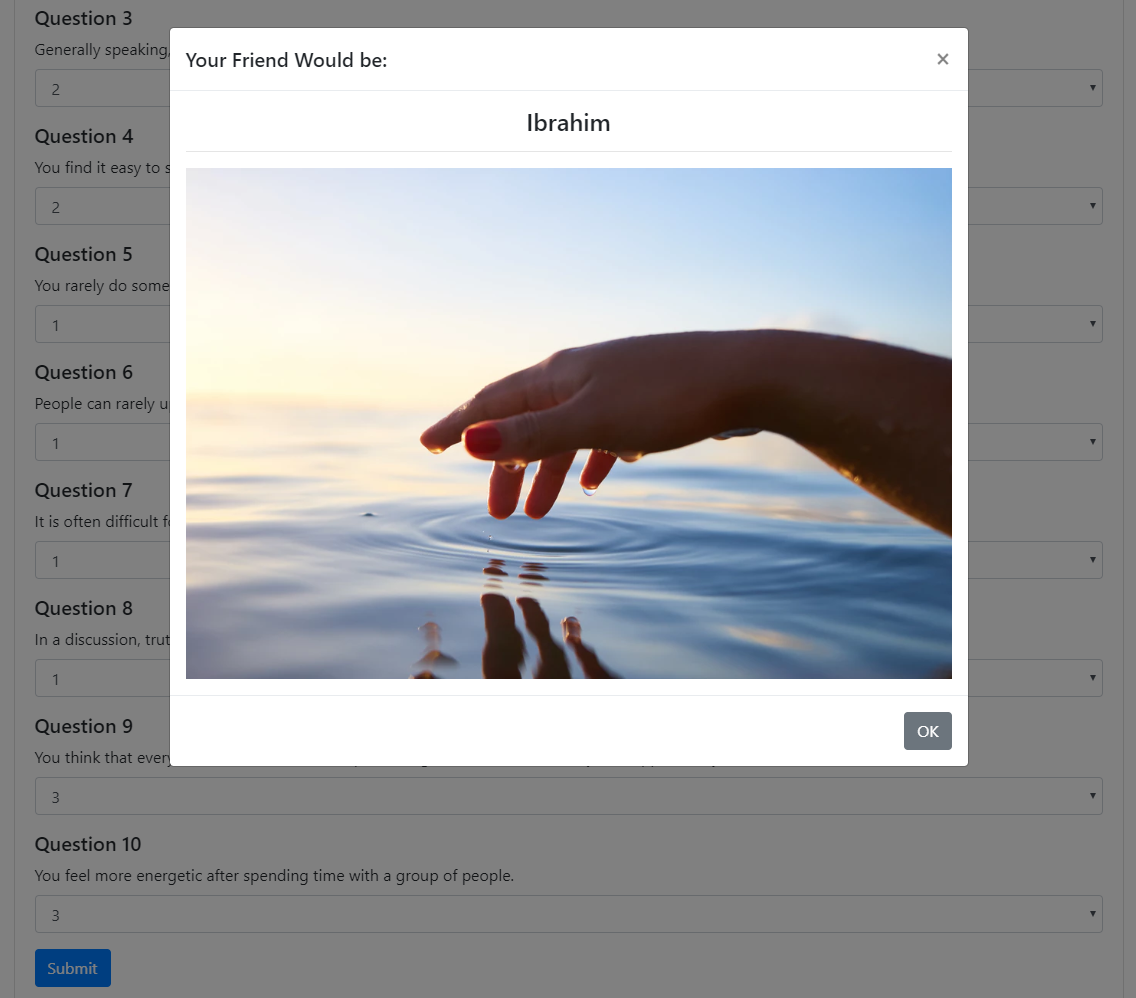 Question 3
Generally speaking,
2
Your Friend Would be:
×
Ibrahim
Question 4
You find it easy to
2
Question 5
You rarely do some
1
Question 6
People can rarely
1
Question 7
It is often difficult
1
Question 8
In a discussion,
1
OK
Question 9
You think that
3
Question 10
You feel more energetic after spending time with a group of people.
3
Submit